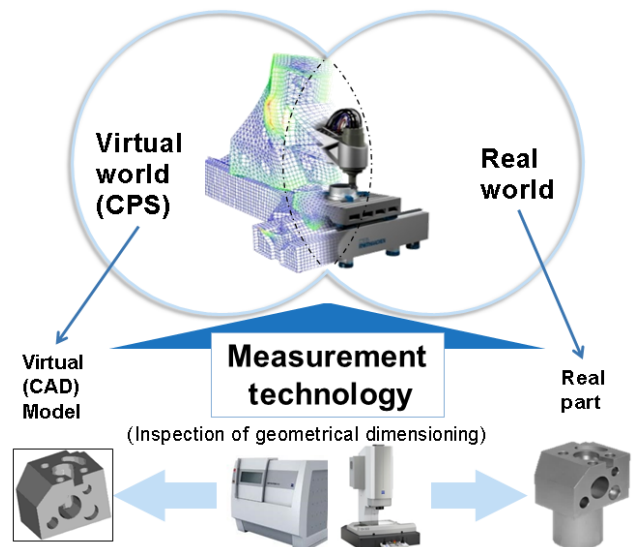 Virtual
world
(CPS)
Real
world
Virtual
(CAD)
Model
Measurement
technology
Real
part
(Inspection of geometrical dimensioning)